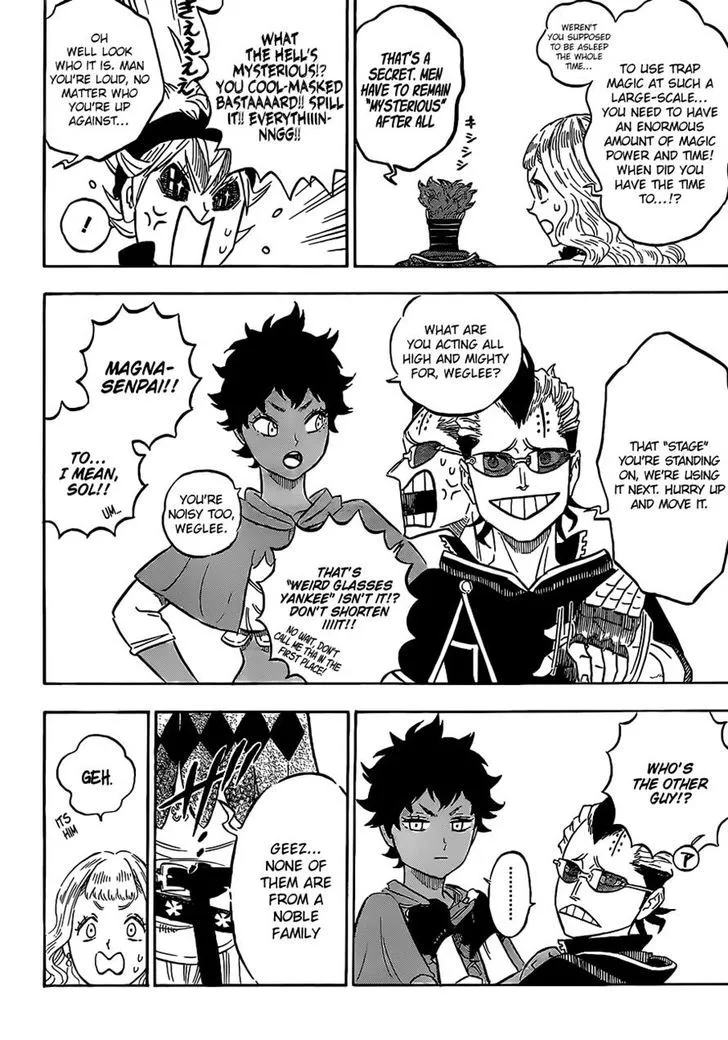 WEREN'T
YOU SUPPOSED
TO BE ASLEEP
THE WHOLE
TIME...
TO USE TRAP
MAGIC AT SUCH A
LARGE-SCALE...
YOU NEED TO HAVE
AN ENORMOUS
AMOUNT OF MAGIC
POWER AND TIME!
WHEN DID YOU
HAVE THE TIME
TO...!?
THAT'S A
SECRET. MEN
HAVE TO REMAIN
"MYSTERIOUS"
AFTER ALL
キシシシ
WHAT
THE HELL'S
MYSTERIOUS!?
YOU COOL-MASKED
BASTAAAARD!! SPILL
IT!! EVERYTHIIIN-
NNGG!!
OH
WELL LOOK
WHO IT IS. MAN
YOU'RE LOUD, NO
MATTER WHO
YOU'RE UP
AGAINST...
!
THAT "STAGE"
YOU'RE STANDING
ON, WE'RE USING
IT NEXT. HURRY UP
AND MOVE IT.
WHAT ARE
YOU ACTING ALL
HIGH AND MIGHTY
FOR, WEGLEE?
MAGNA-
SENPAI!!
TO...
I MEAN,
SOL!!
UM...
YOU'RE
NOISY TOO,
WEGLEE.
THAT'S
"WEIRD GLASSES
YANKEE" ISN'T IT!?
DON'T SHORTEN
IIIIT!!
NO WAIT, DON'T
CALL ME THA IN THE
FIRST PLACE!
WHO'S
THE OTHER
GUY!?
?
.........
GEEZ...
NONE OF
THEM ARE
FROM A
NOBLE
FAMILY
GEH.
ITS
HIM